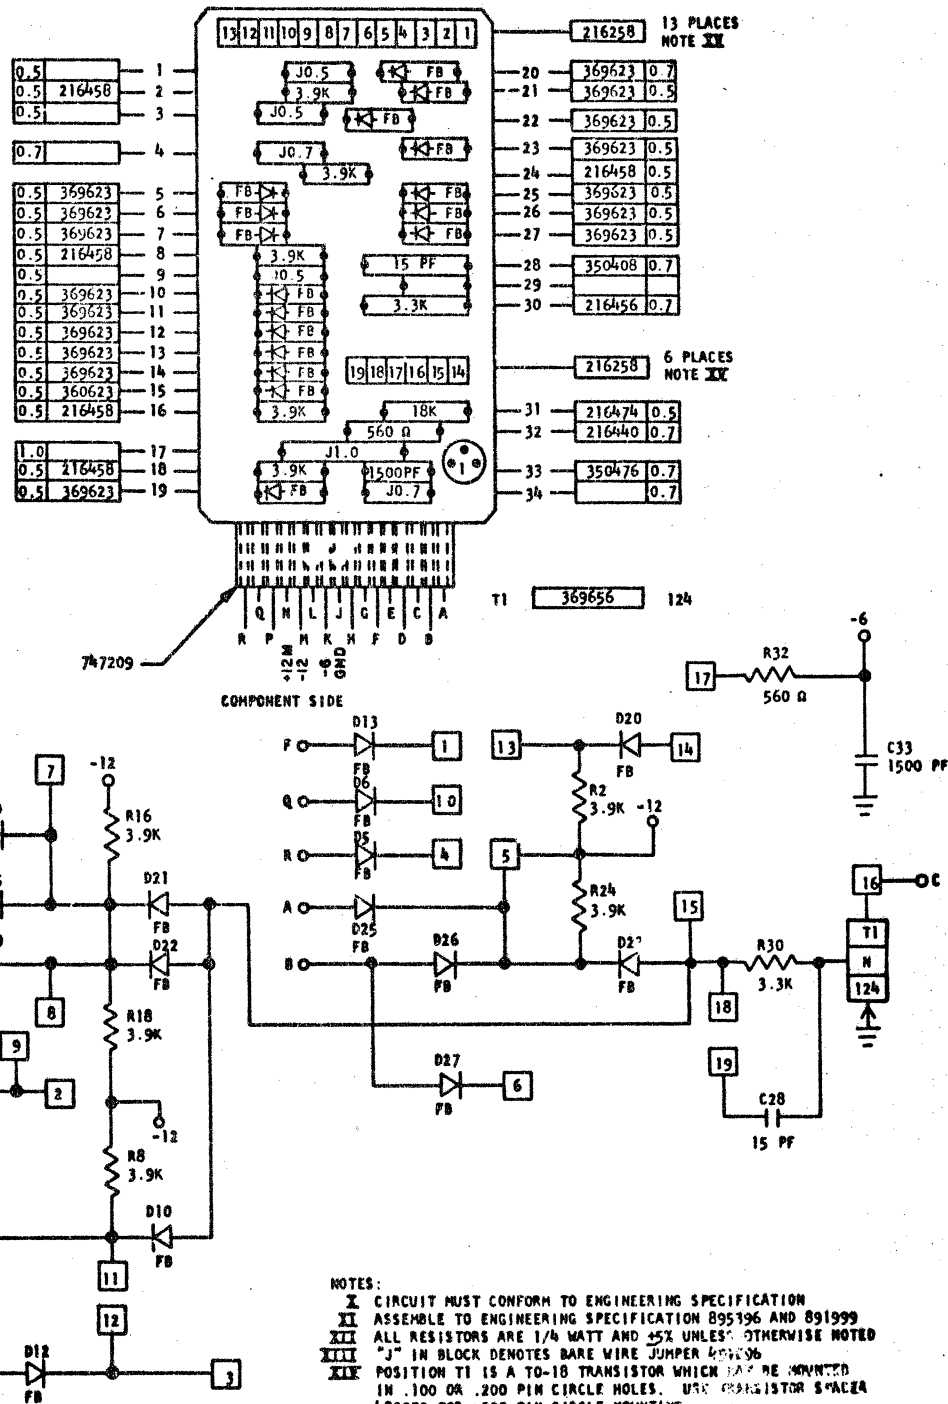 13 12 11 10 9 8 7 6 5 4 3 2 1
216258
13 PLACES
NOTE XV
0.5 1
0.5 216458 2
0.5 3
0.7 4
0.5 369623 5
0.5 369623 6
0.5 369623 7
0.5 216458 8
0.5 9
0.5 369623 10
0.5 369623 11
0.5 369623 12
0.5 369623 13
0.5 369623 14
0.5 360623 15
0.5 216458 16
1.0 17
0.5 216458 18
0.5 369623 19
J0.5 FB
3.9K FB
J0.5 FB
J0.7 FB
3.9K
FB FB
FB FB
FB FB
3.9K
J0.5 15 PF
FB
FB 3.3K
FB
FB
FB 19 18 17 16 15 14
FB
3.9K 18K
560 Ω
J1.0
3.9K 1500PF 1
FB J0.7
20 369623 0.7
21 369623 0.5
22 369623 0.5
23 369623 0.5
24 216458 0.5
25 369623 0.5
26 369623 0.5
27 369623 0.5
28 350408 0.7
29
30 216456 0.7
216258
6 PLACES
NOTE XV
31 216474 0.5
32 216440 0.7
33 350476 0.7
34 0.7
Q N L J G E C A
R P M K H F D B
+12M -12 -6 GND
747209
T1 369656 124
COMPONENT SIDE
-6
R32
17
560 Ω
C33
1500 PF
F D13 FB 1
Q D6 FB 10
R D5 FB 4
A D25 FB
B D26 FB
D27 FB 6
13 D20 FB 14
R2
3.9K
-12
5
R24
3.9K
15
FB
R30
3.3K
18
19
C28
15 PF
16 C
T1
N
124
7
-12
R16
3.9K
D21
FB
D22
FB
8
R18
3.9K
9
2
-12
R8
3.9K
D10
FB
11
12
D12
FB
3
NOTES:
X CIRCUIT MUST CONFORM TO ENGINEERING SPECIFICATION
XI ASSEMBLE TO ENGINEERING SPECIFICATION 895396 AND 891999
XII ALL RESISTORS ARE 1/4 WATT AND ±5% UNLESS OTHERWISE NOTED
XIII "J" IN BLOCK DENOTES BARE WIRE JUMPER
XIV POSITION T1 IS A TO-18 TRANSISTOR WHICH MAY BE MOUNTED
IN .100 OR .200 PIN CIRCLE HOLES. USE TRANSISTOR SPACER